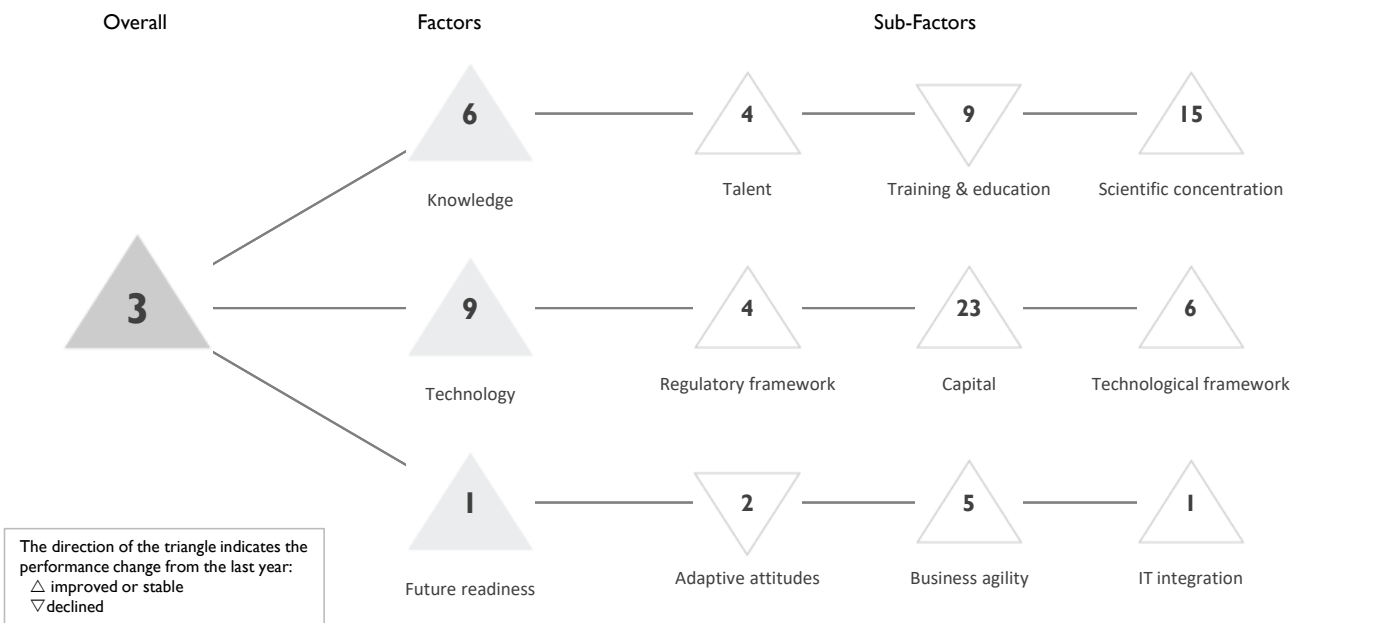 Overall
Factors
Sub-Factors
6
4
9
15
Knowledge
Talent
Training & education
Scientific concentration
3
9
4
23
6
Technology
Regulatory framework
Capital
Technological framework
1
2
5
1
Future readiness
Adaptive attitudes
Business agility
IT integration
The direction of the triangle indicates the
performance change from the last year:
△ improved or stable
▽ declined